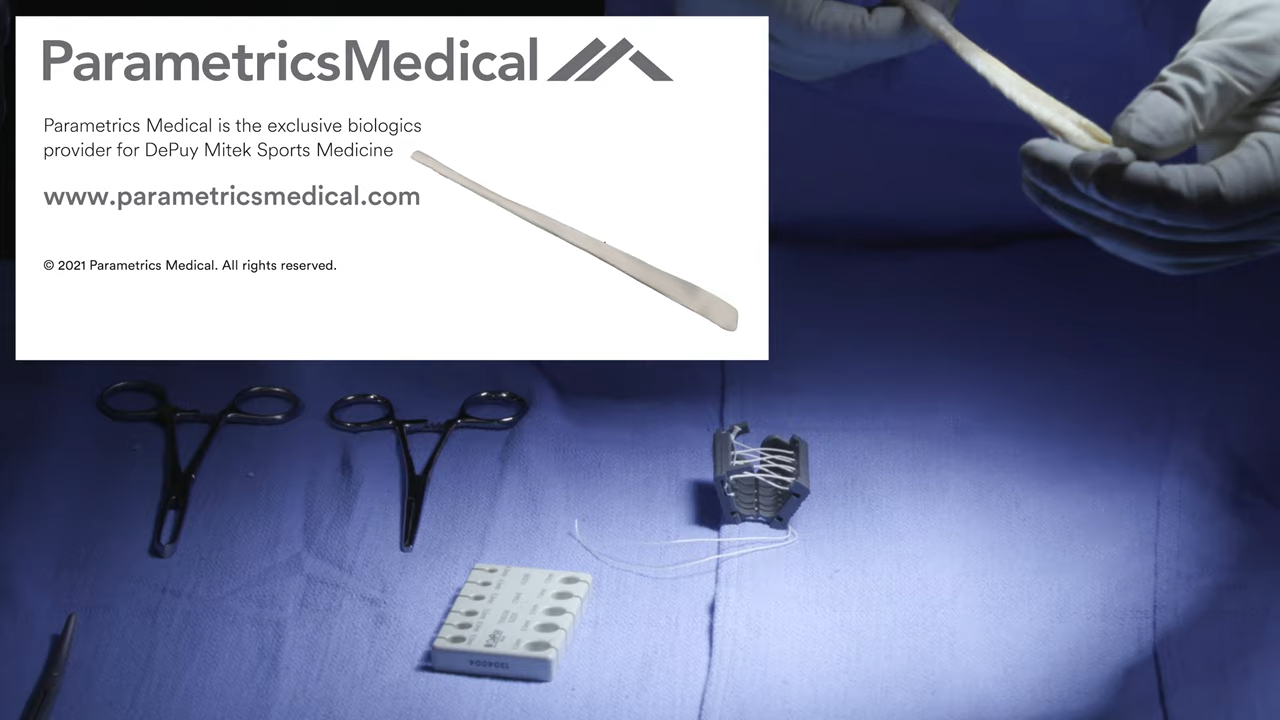 ParametricsMedical
Parametrics Medical is the exclusive biologics
provider for DePuy Mitek Sports Medicine
www.parametricsmedical.com
© 2021 Parametrics Medical. All rights reserved.